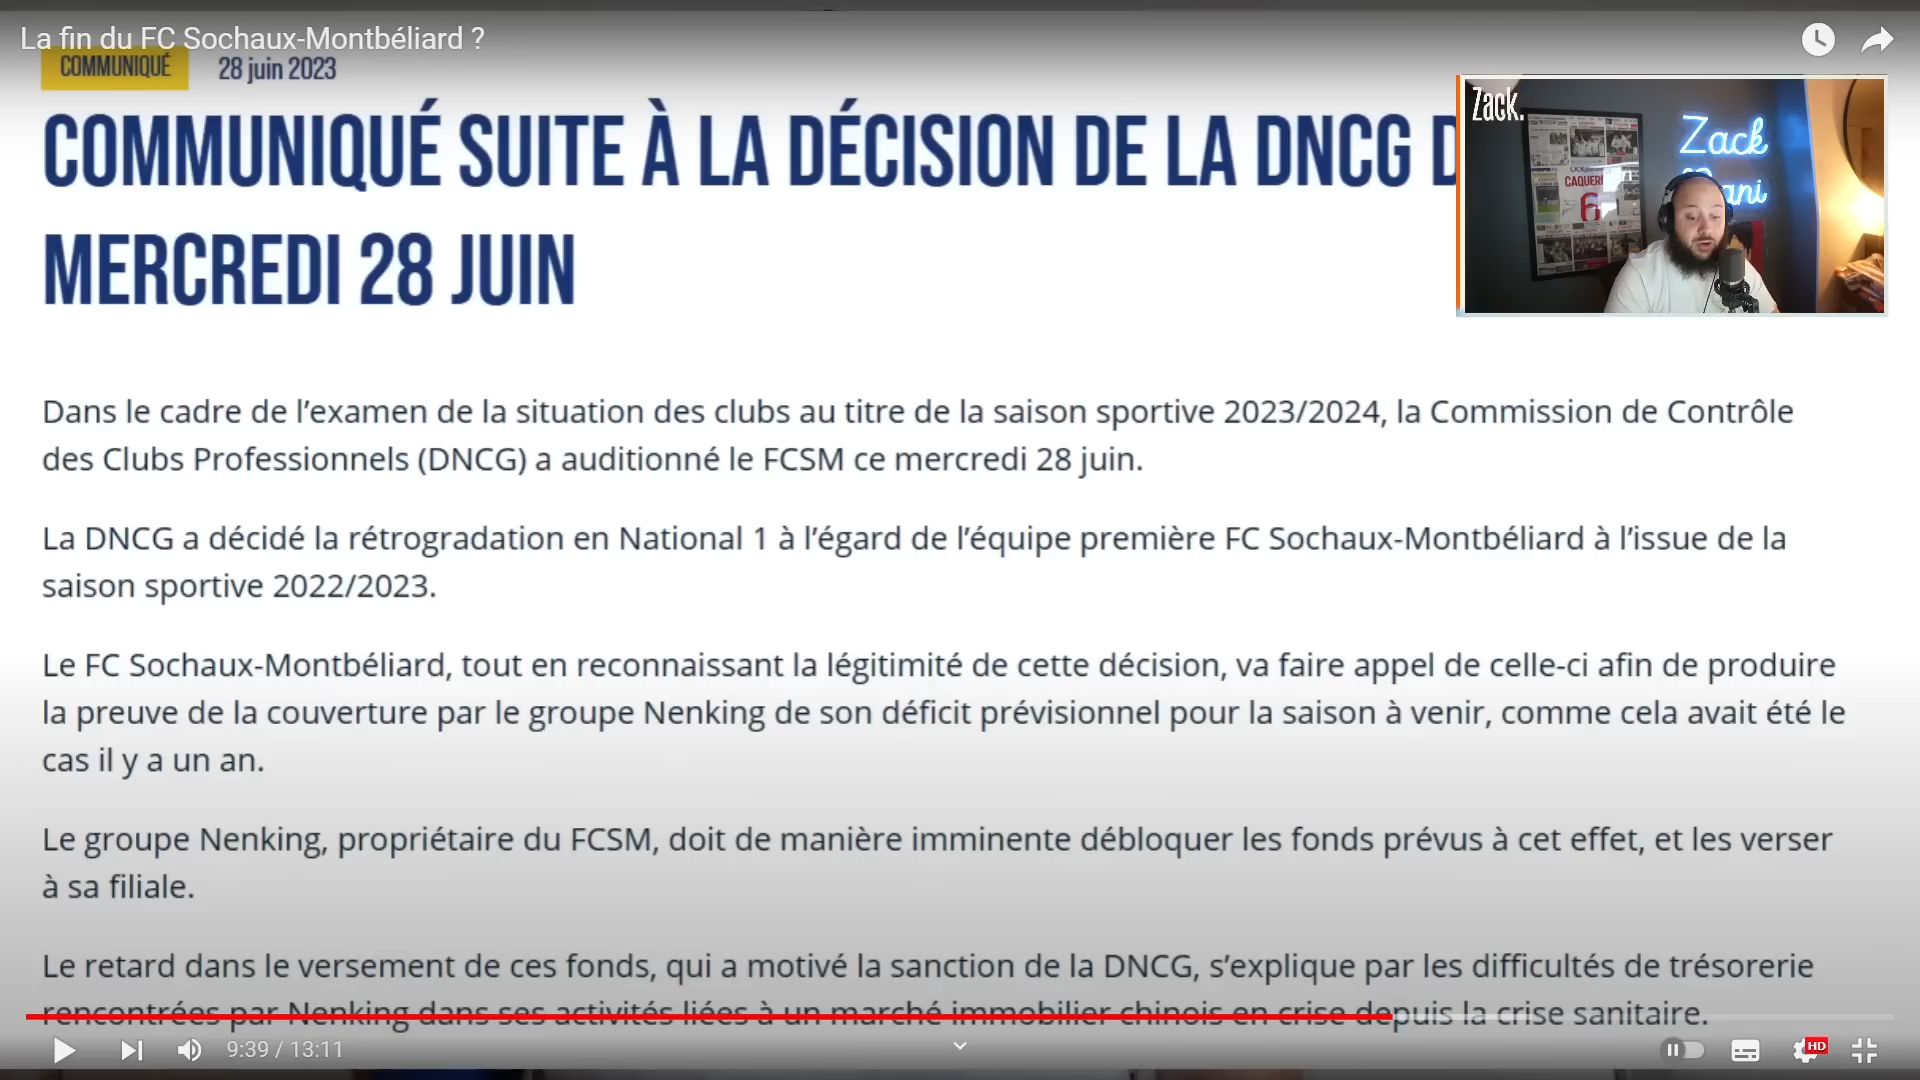 La fin du FC Sochaux-Montbéliard ?
COMMUNIQUÉ 28 juin 2023
COMMUNIQUÉ SUITE À LA DÉCISION DE LA DNCG D
MERCREDI 28 JUIN
Zack.
Zack
ani
CAQUER
6
Dans le cadre de l’examen de la situation des clubs au titre de la saison sportive 2023/2024, la Commission de Contrôle
des Clubs Professionnels (DNCG) a auditionné le FCSM ce mercredi 28 juin.
La DNCG a décidé la rétrogradation en National 1 à l’égard de l’équipe première FC Sochaux-Montbéliard à l’issue de la
saison sportive 2022/2023.
Le FC Sochaux-Montbéliard, tout en reconnaissant la légitimité de cette décision, va faire appel de celle-ci afin de produire
la preuve de la couverture par le groupe Nenking de son déficit prévisionnel pour la saison à venir, comme cela avait été le
cas il y a un an.
Le groupe Nenking, propriétaire du FCSM, doit de manière imminente débloquer les fonds prévus à cet effet, et les verser
à sa filiale.
Le retard dans le versement de ces fonds, qui a motivé la sanction de la DNCG, s’explique par les difficultés de trésorerie
rencontrées par Nenking dans ses activités liées à un marché immobilier chinois en crise depuis la crise sanitaire.
9:39 / 13:11
HD